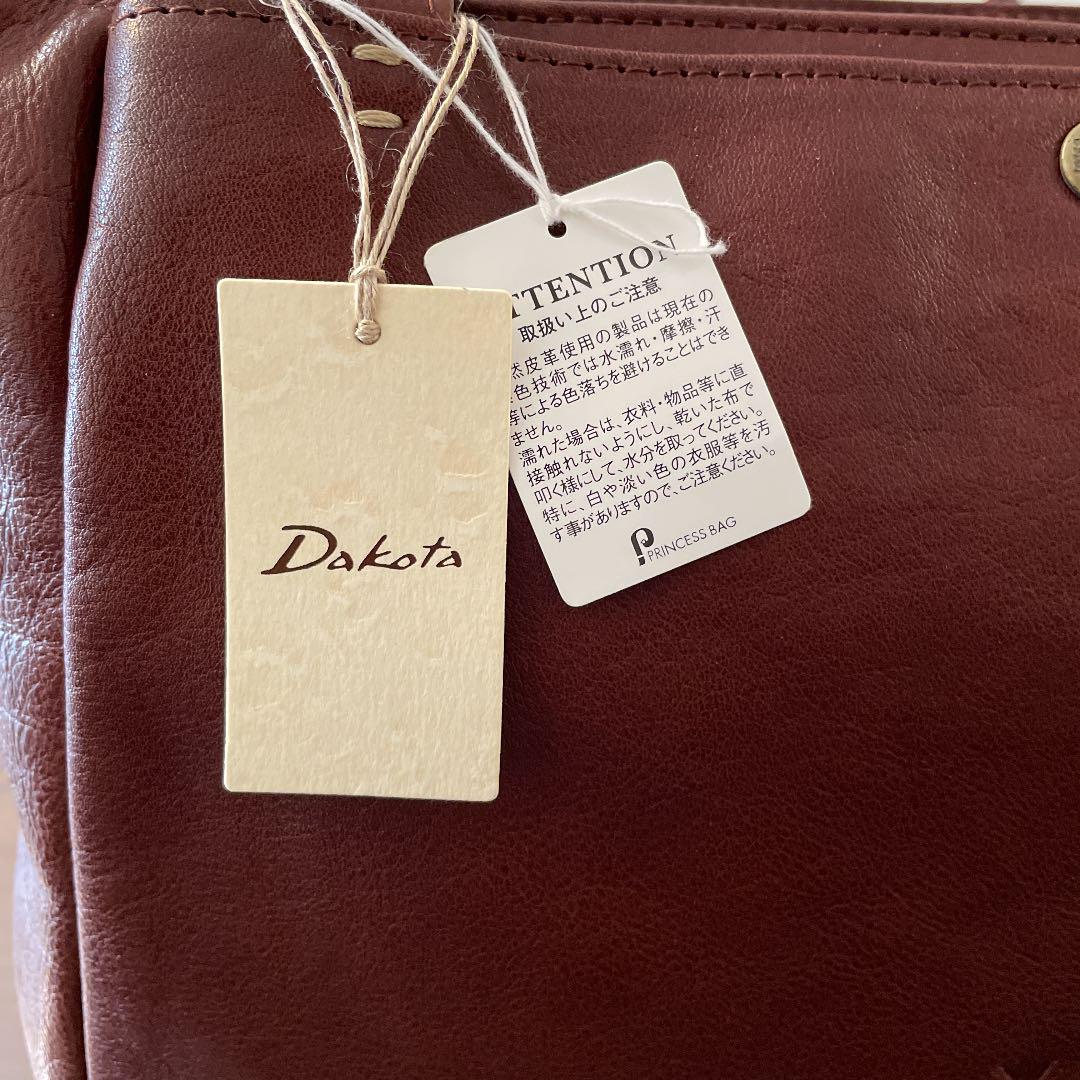 Dakota
TTENTION
取扱い上のご注意
然皮革使用の製品は現在の
色技術では水濡れ・摩擦・汗
等による色落ちを避けることはでき
ません。
濡れた場合は、衣料・物品等に直
接触れないようにし、乾いた布で
叩く様にして、水分を取ってください。
特に、白や淡い色の衣服等を汚
す事がありますので、ご注意ください。
PRINCESS BAG